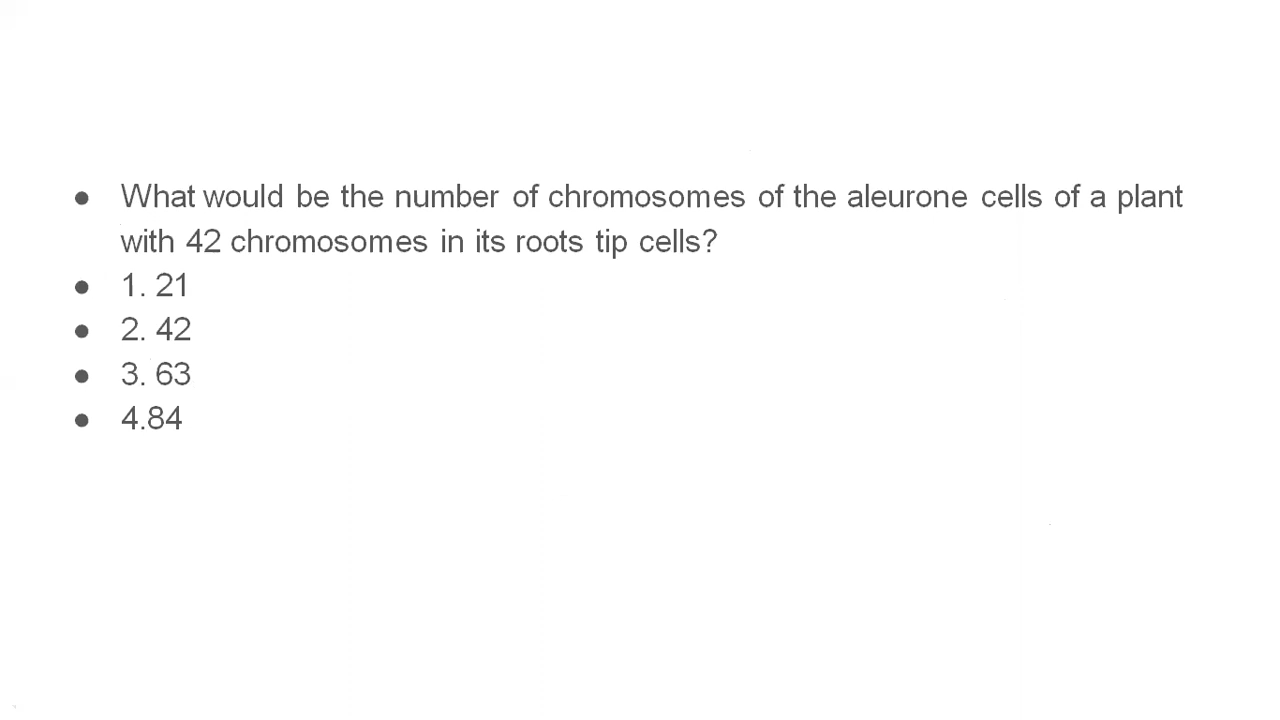 ● What would be the number of chromosomes of the aleurone cells of a plant
with 42 chromosomes in its roots tip cells?
● 1. 21
● 2. 42
● 3. 63
● 4.84